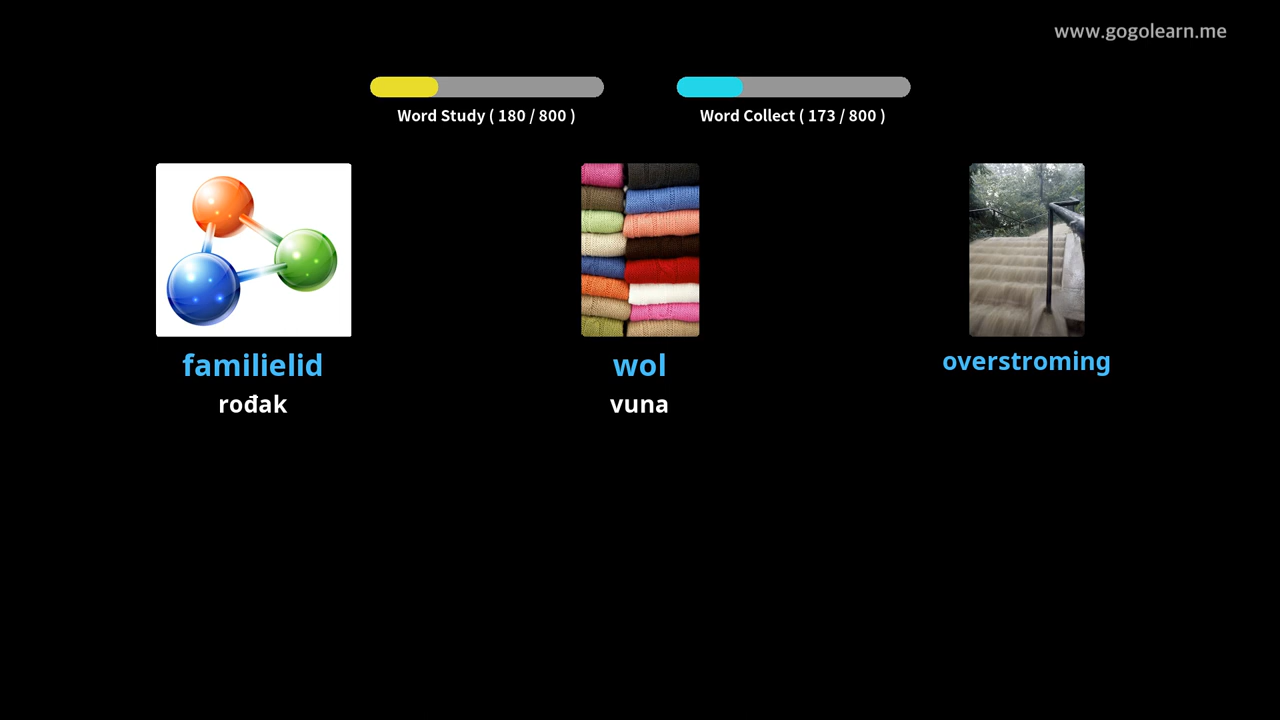 www.gogolearn.me
Word Study ( 180 / 800 )
Word Collect ( 173 / 800 )
familielid
rođak
wol
vuna
overstroming